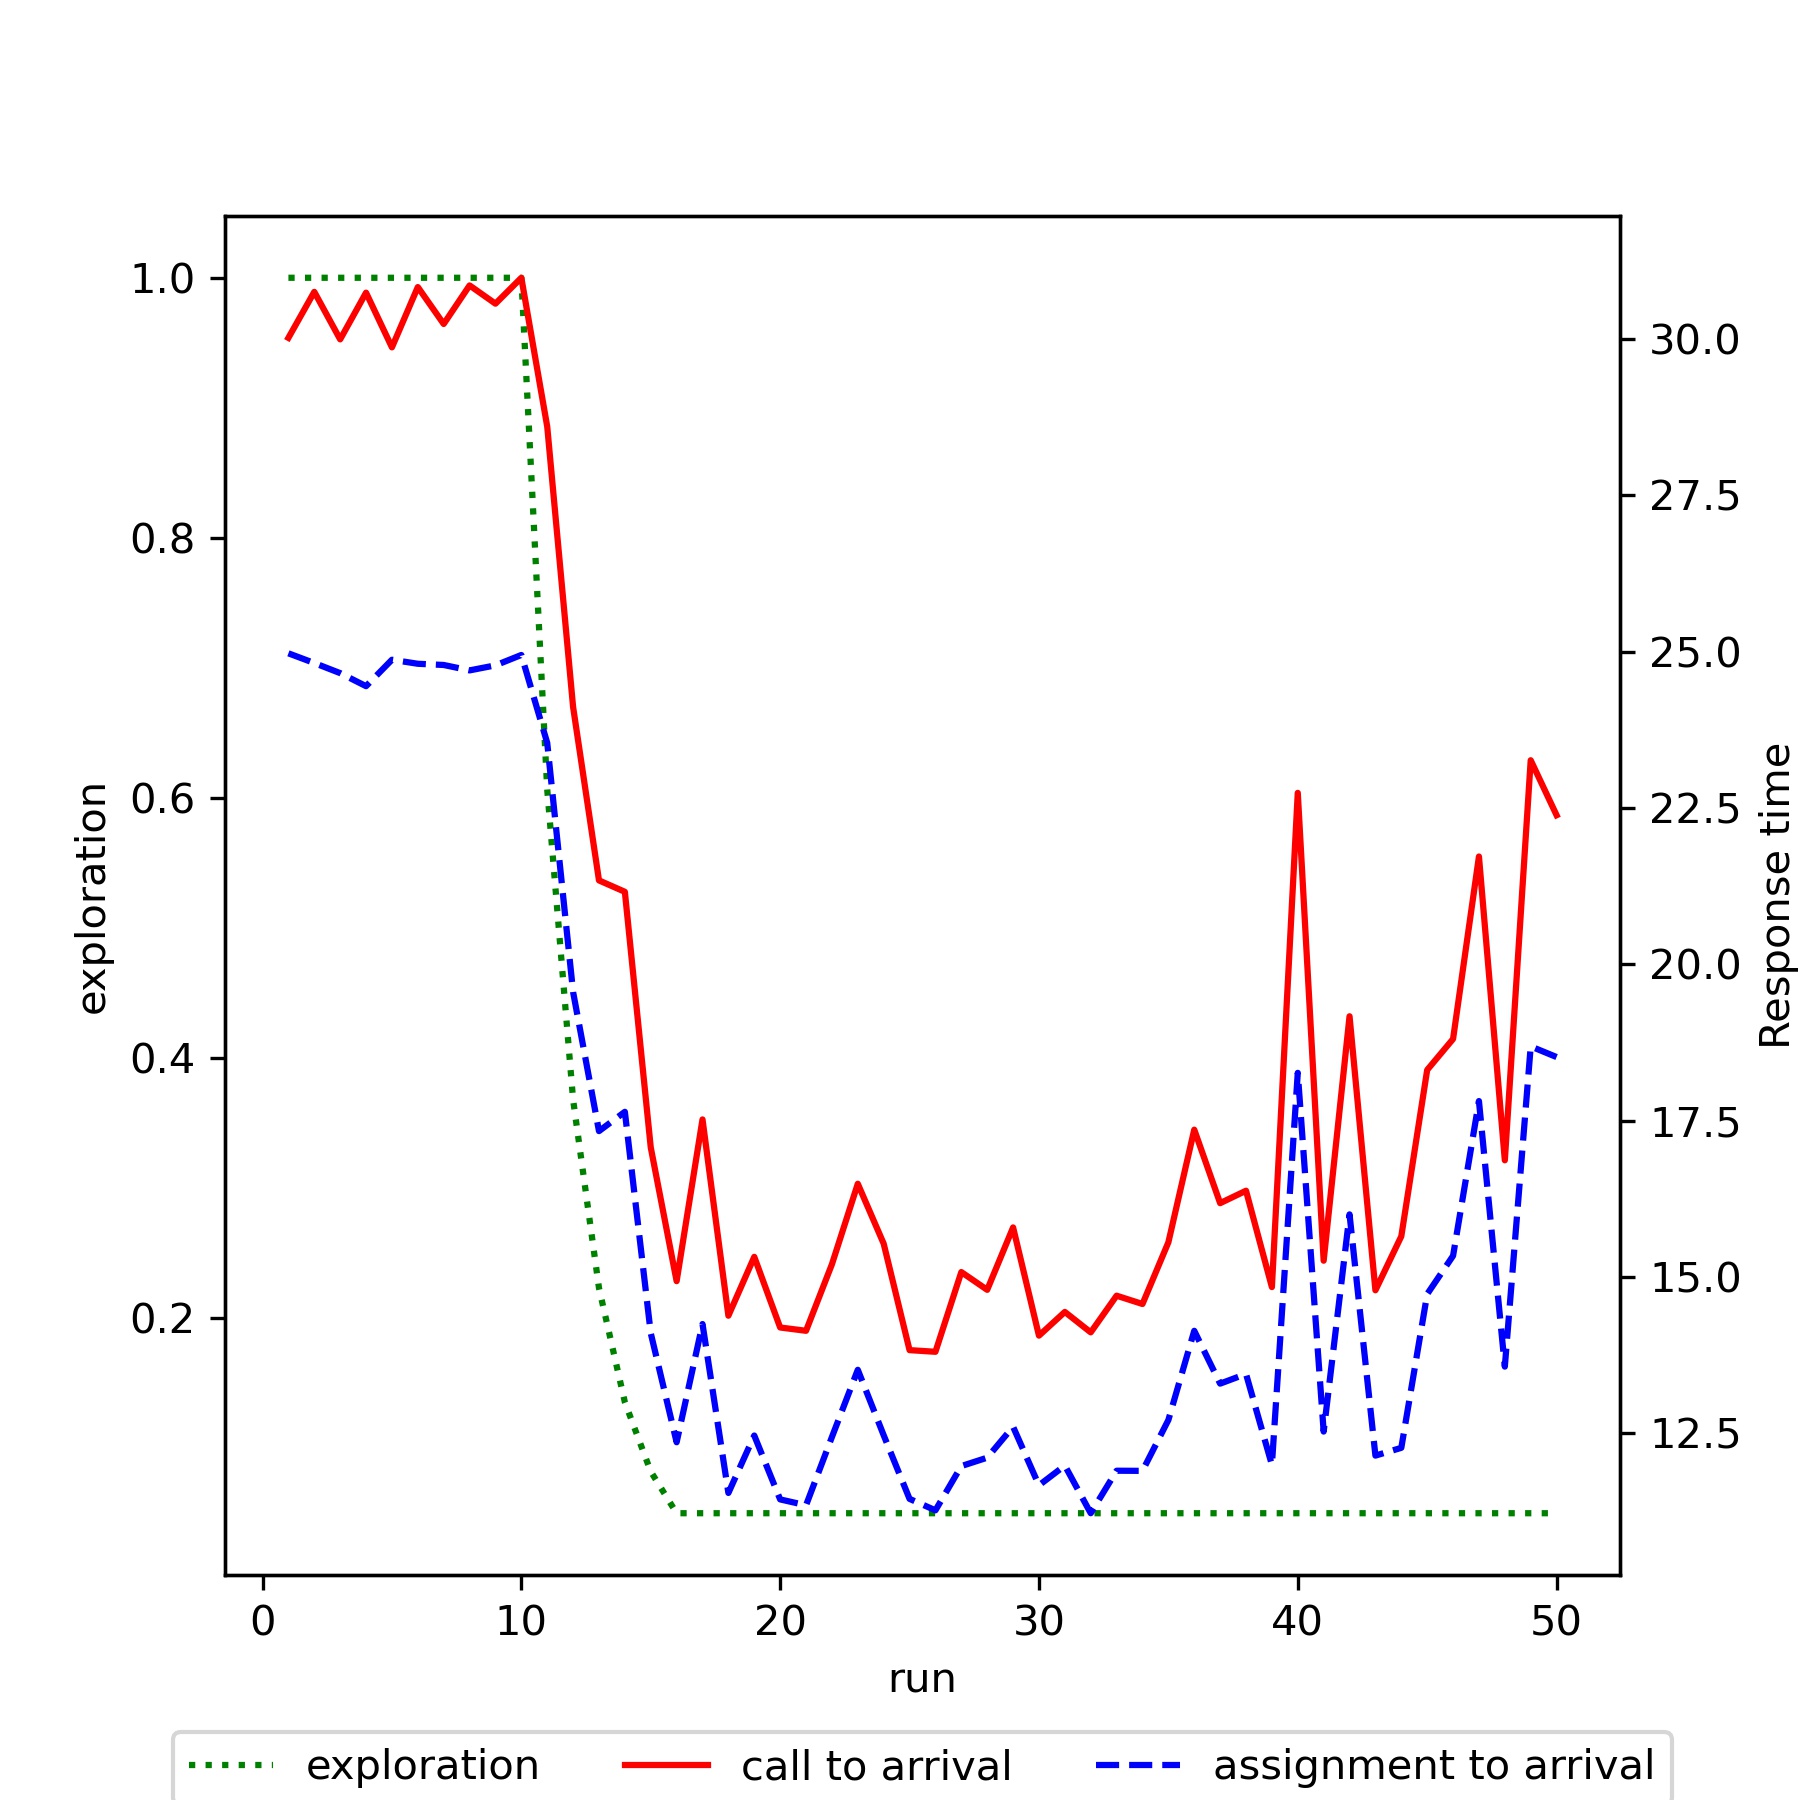 1.0
0.8
0.6
0.4
0.2
exploration
30.0
27.5
25.0
22.5
20.0
17.5
15.0
12.5
Response time
0 10 20 30 40 50
run
exploration call to arrival assignment to arrival